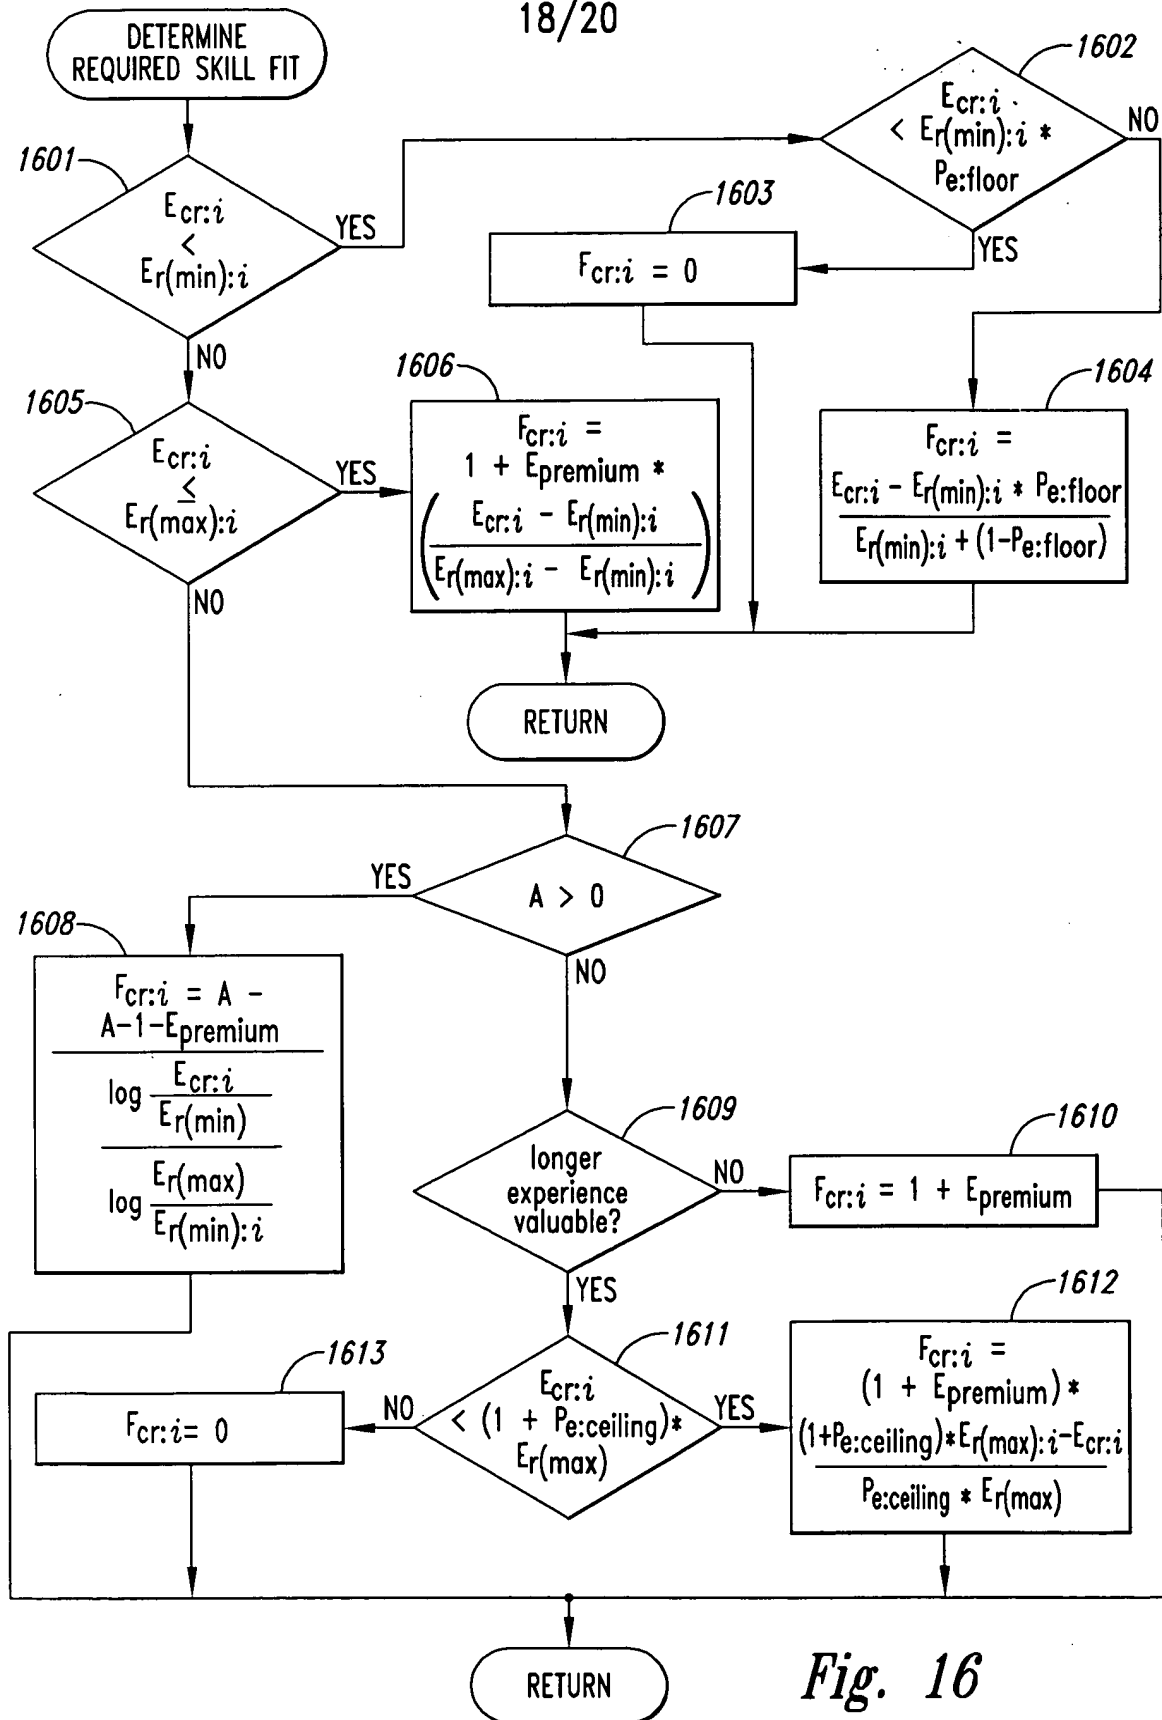 18/20
DETERMINE
REQUIRED SKILL FIT
1601
Ecr:i
<
Er(min):i
YES
NO
1602
Ecr:i
< Er(min):i *
Pe:floor
NO
YES
1603
Fcr:i = 0
1604
Fcr:i =
Ecr:i - Er(min):i * Pe:floor
Er(min):i + (1-Pe:floor)
1605
Ecr:i
≤
Er(max):i
YES
NO
1606
Fcr:i =
1 + Epremium *
( Ecr:i - Er(min):i
Er(max):i - Er(min):i )
RETURN
1607
A > 0
YES
NO
1608
Fcr:i = A -
A-1-Epremium
log Ecr:i
Er(min)
log Er(max)
Er(min):i
1609
longer
experience
valuable?
NO
YES
1610
Fcr:i = 1 + Epremium
1611
Ecr:i
< (1 + Pe:ceiling)*
Er(max)
NO
YES
1612
Fcr:i =
(1 + Epremium)*
(1+Pe:ceiling)*Er(max):i-Ecr:i
Pe:ceiling * Er(max)
1613
Fcr:i= 0
RETURN
Fig. 16